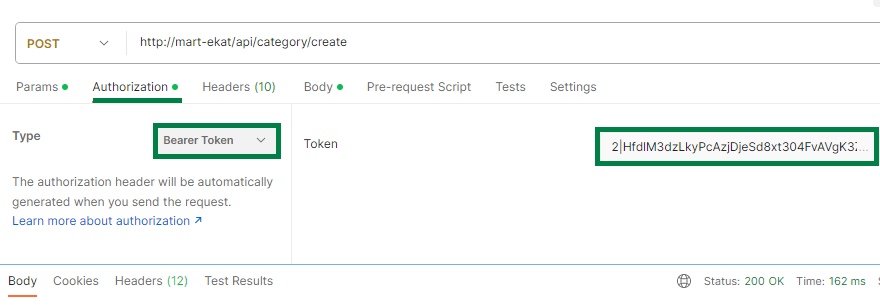 POST http://mart-ekat/api/category/create
Params Authorization Headers (10) Body Pre-request Script Tests Settings
Type Bearer Token Token 2|HfdlM3dzLkyPcAzjDjeSd8xt304FvAVgK3...
The authorization header will be automatically
generated when you send the request.
Learn more about authorization ↗
Body Cookies Headers (12) Test Results Status: 200 OK Time: 162 ms